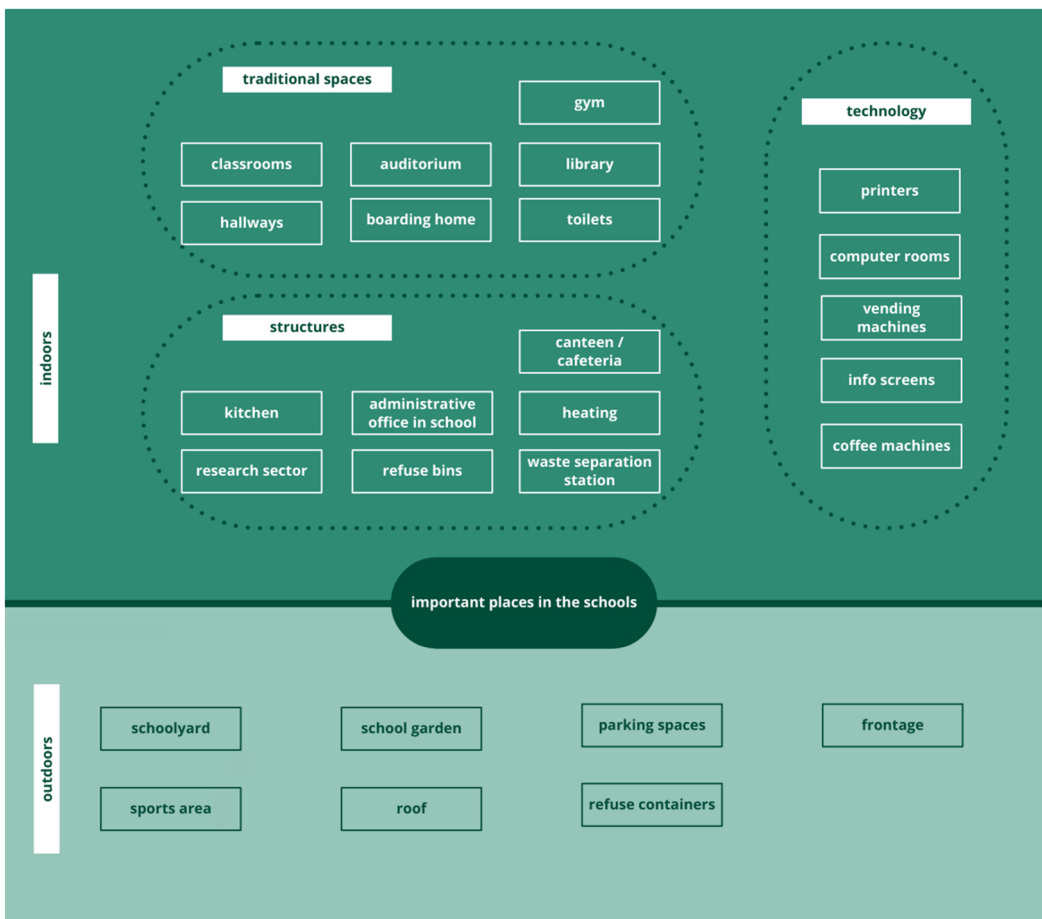 traditional spaces
gym
classrooms
auditorium
library
hallways
boarding home
toilets
technology
printers
computer rooms
vending
machines
info screens
coffee machines
indoors
structures
canteen /
cafeteria
kitchen
administrative
office in school
heating
research sector
refuse bins
waste separation
station
important places in the schools
outdoors
schoolyard
school garden
parking spaces
frontage
sports area
roof
refuse containers